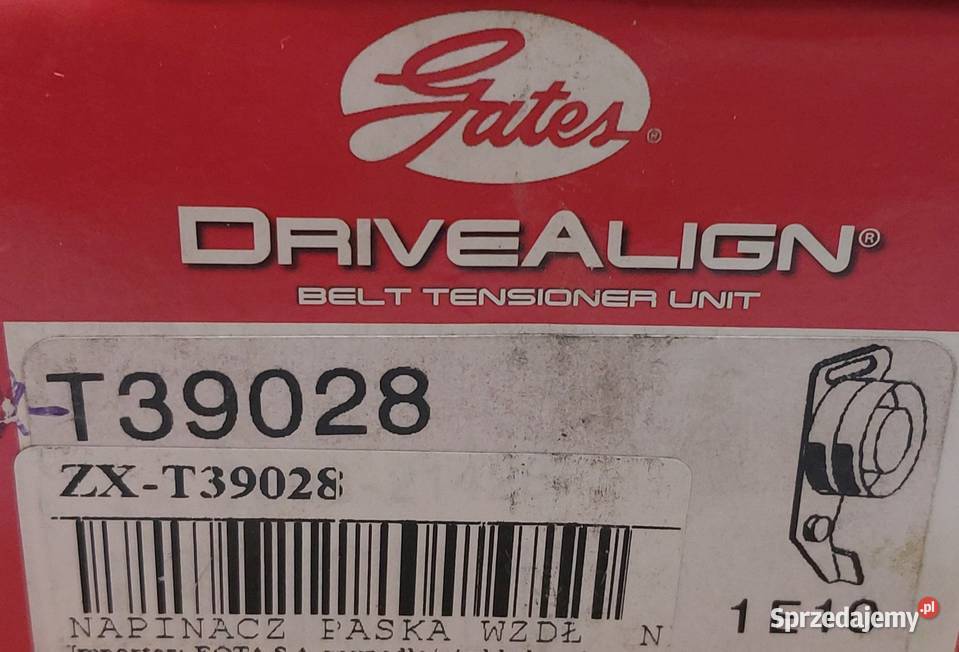 Gates®
DRIVEALIGN®
BELT TENSIONER UNIT
T39028
ZX-T39028
NAPINACZ PASKA WZDŁ N
Sprzedajemy.pl